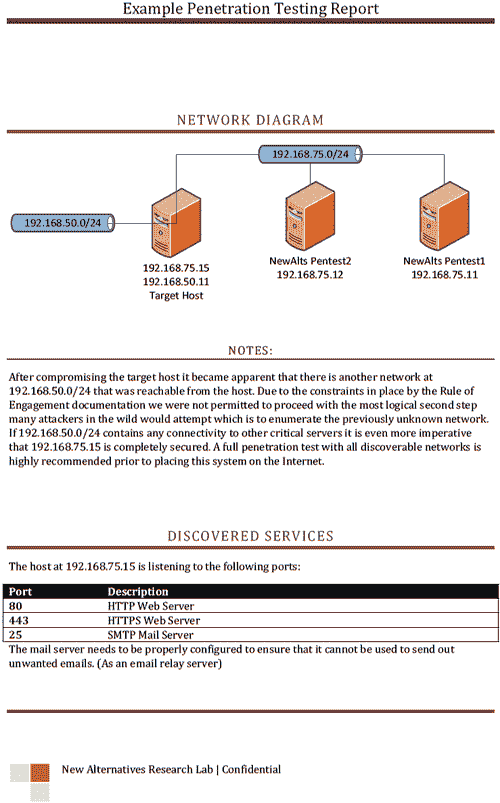 Example Penetration Testing Report
NETWORK DIAGRAM
192.168.75.0/24
192.168.50.0/24
192.168.75.15
192.168.50.11
Target Host
NewAlts Pentest2
192.168.75.12
NewAlts Pentest1
192.168.75.11
NOTES:
After compromising the target host it became apparent that there is another network at
192.168.50.0/24 that was reachable from the host. Due to the constraints in place by the Rule of
Engagement documentation we were not permitted to proceed with the most logical second step
many attackers in the wild would attempt which is to enumerate the previously unknown network.
If 192.168.50.0/24 contains any connectivity to other critical servers it is even more imperative
that 192.168.75.15 is completely secured. A full penetration test with all discoverable networks is
highly recommended prior to placing this system on the Internet.
DISCOVERED SERVICES
The host at 192.168.75.15 is listening to the following ports:
Port Description
80 HTTP Web Server
443 HTTPS Web Server
25 SMTP Mail Server
The mail server needs to be properly configured to ensure that it cannot be used to send out
unwanted emails. (As an email relay server)
New Alternatives Research Lab | Confidential